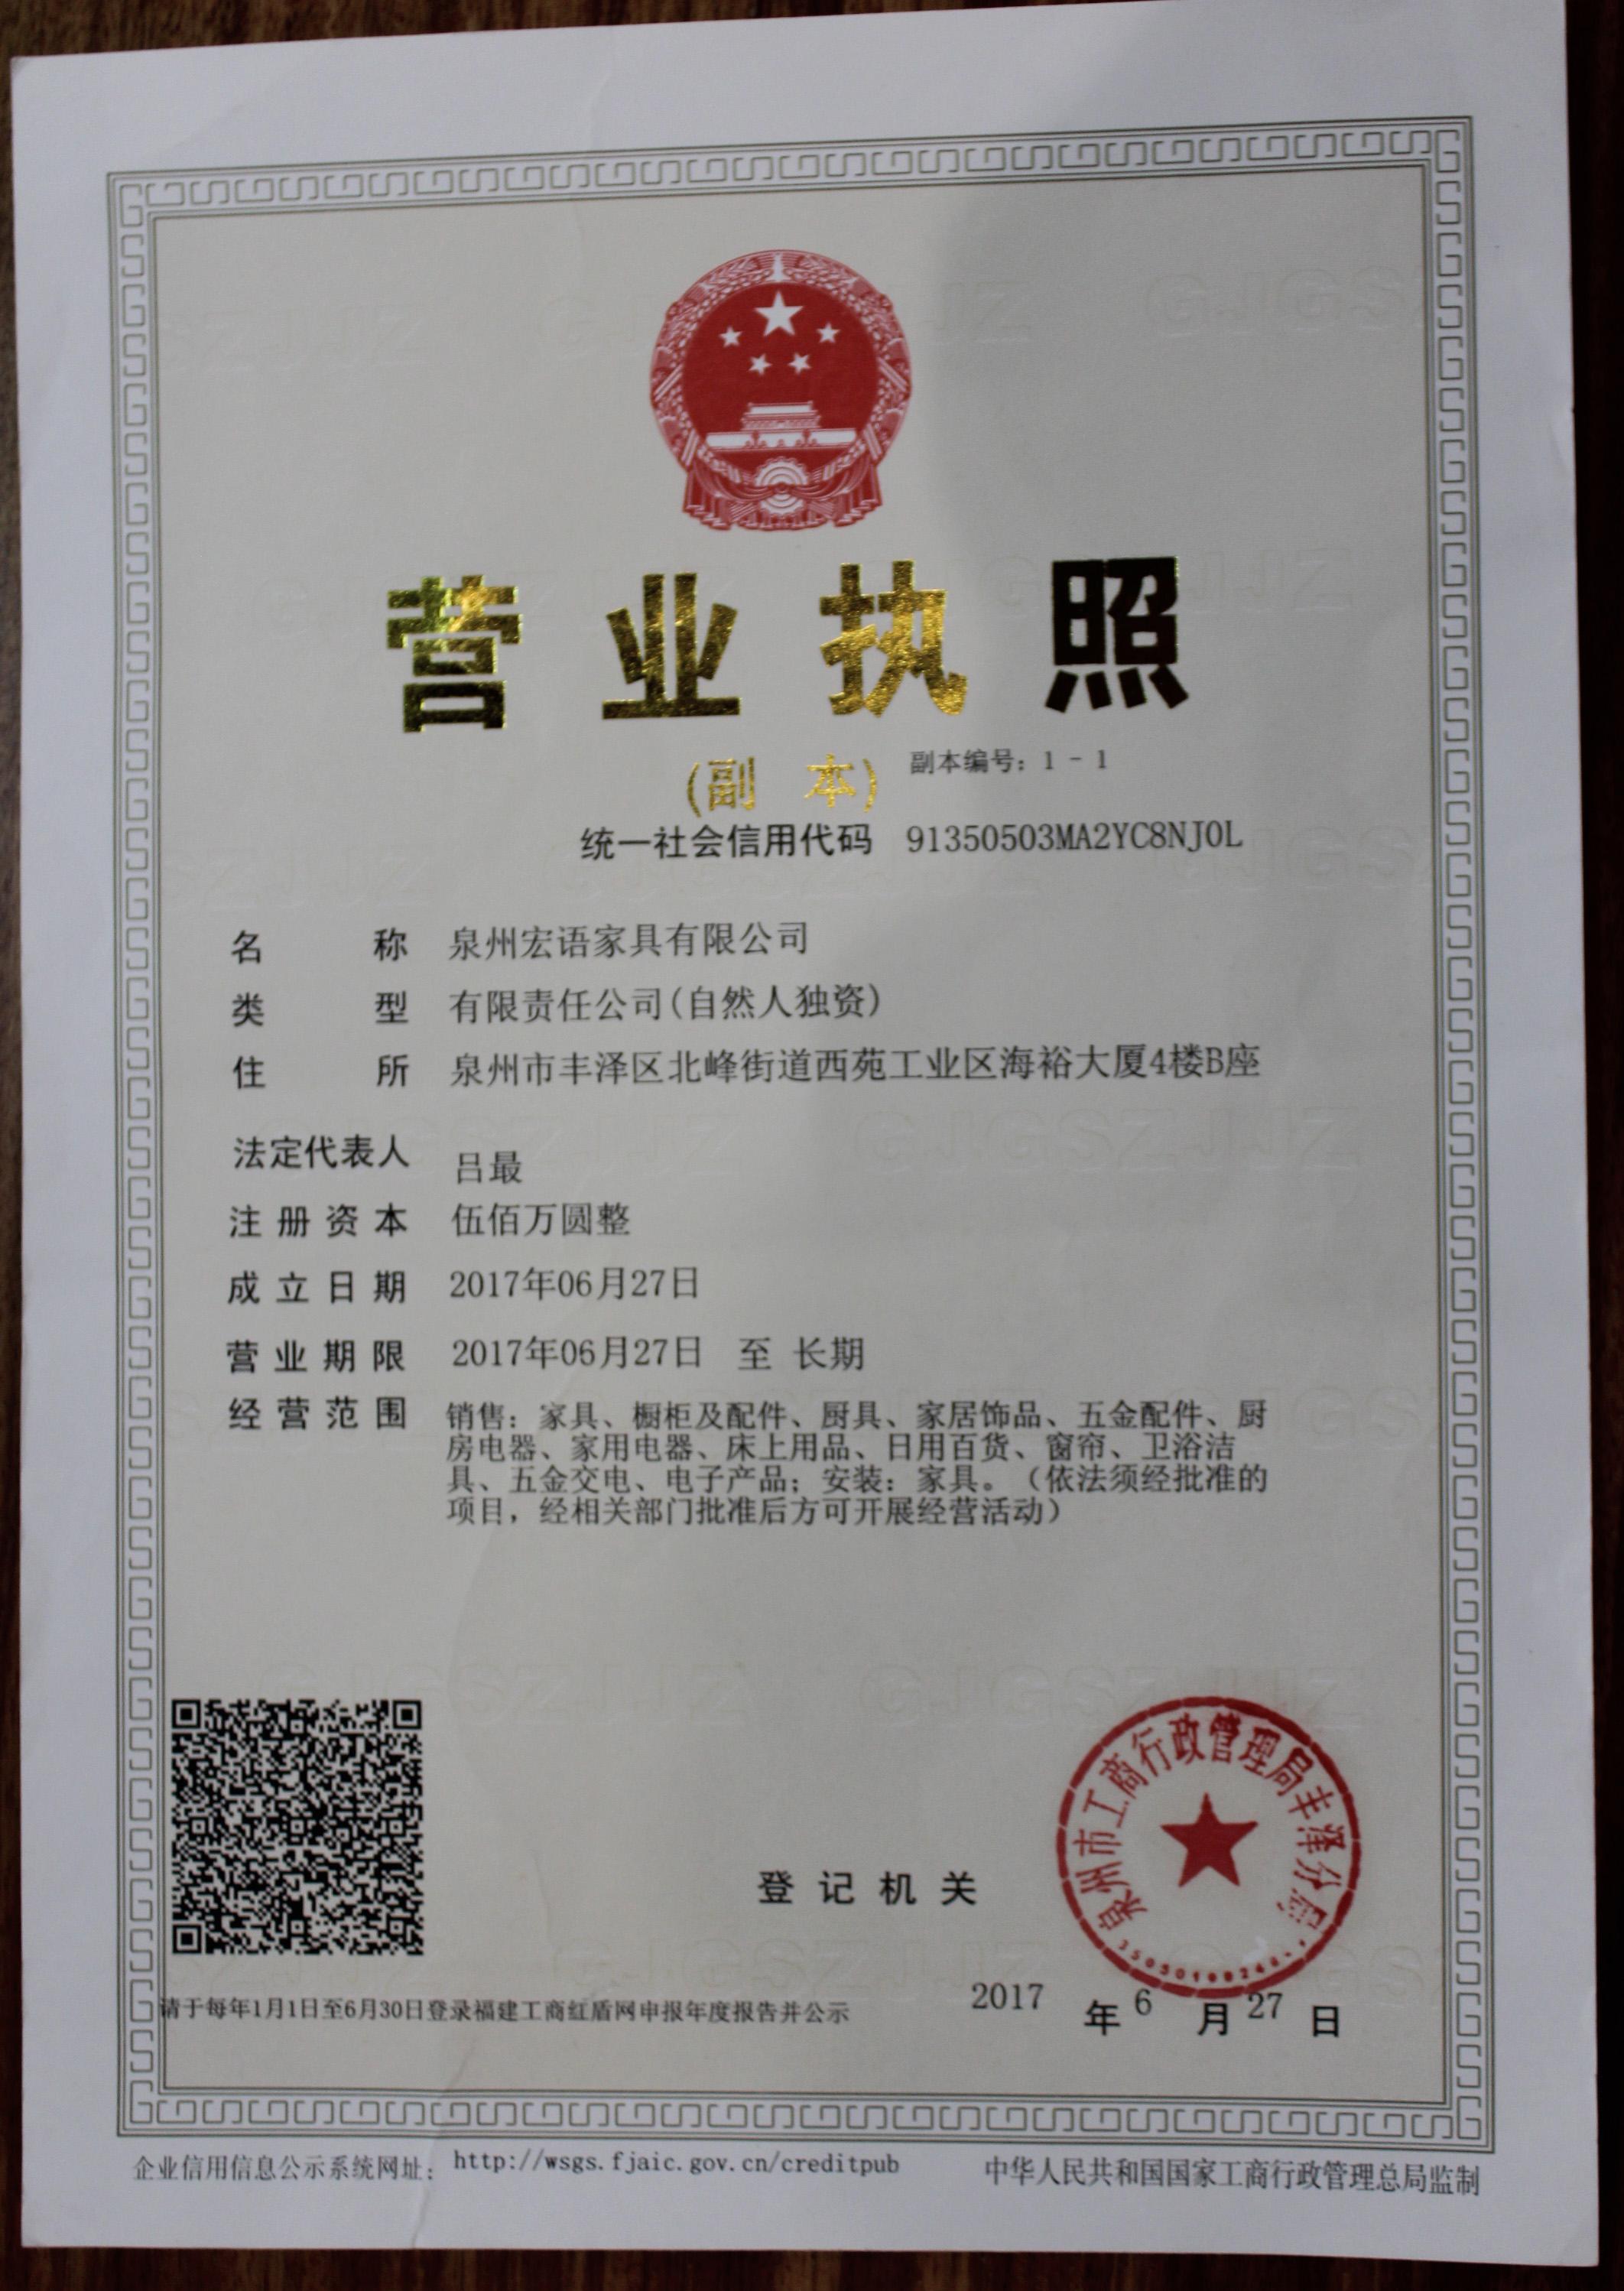 营业执照
(副 本) 副本编号：1 - 1
统一社会信用代码 91350503MA2YC8NJ0L
名 称 泉州宏语家具有限公司
类 型 有限责任公司(自然人独资)
住 所 泉州市丰泽区北峰街道西苑工业区海裕大厦4楼B座
法定代表人 吕最
注册资本 伍佰万圆整
成立日期 2017年06月27日
营业期限 2017年06月27日 至 长期
经营范围 销售：家具、橱柜及配件、厨具、家居饰品、五金配件、厨
房电器、家用电器、床上用品、日用百货、窗帘、卫浴洁
具、五金交电、电子产品；安装：家具。（依法须经批准的
项目，经相关部门批准后方可开展经营活动）
泉州市工商行政管理局丰泽分局
登记机关
2017 年 6 月 27 日
请于每年1月1日至6月30日登录福建工商红盾网申报年度报告并公示
企业信用信息公示系统网址： http://wsgs.fjaic.gov.cn/creditpub 中华人民共和国国家工商行政管理总局监制